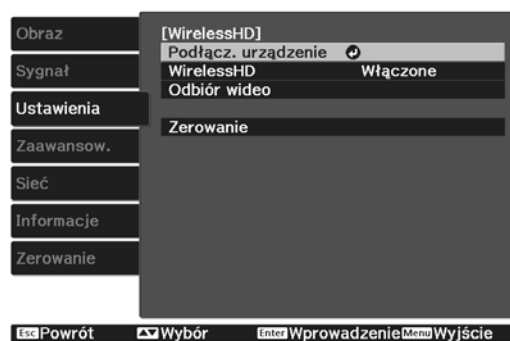 Obraz
Sygnał
Ustawienia
Zaawansow.
Sieć
Informacje
Zerowanie
[WirelessHD]
Podłącz. urządzenie
WirelessHD Włączone
Odbiór wideo
Zerowanie
Esc Powrót Wybór Enter Wprowadzenie Menu Wyjście